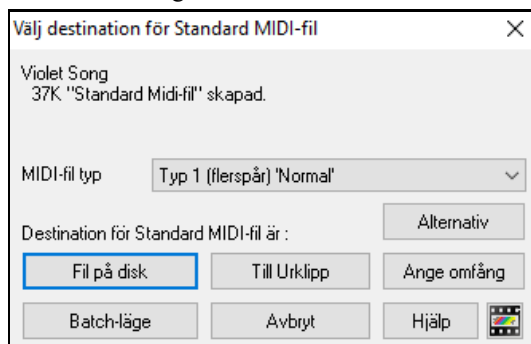 Välj destination för Standard MIDI-fil
Violet Song
37K "Standard Midi-fil" skapad.
MIDI-fil typ Typ 1 (flerspår) 'Normal'
Alternativ
Destination för Standard MIDI-fil är :
Fil på disk Till Urklipp Ange omfång
Batch-läge Avbryt Hjälp